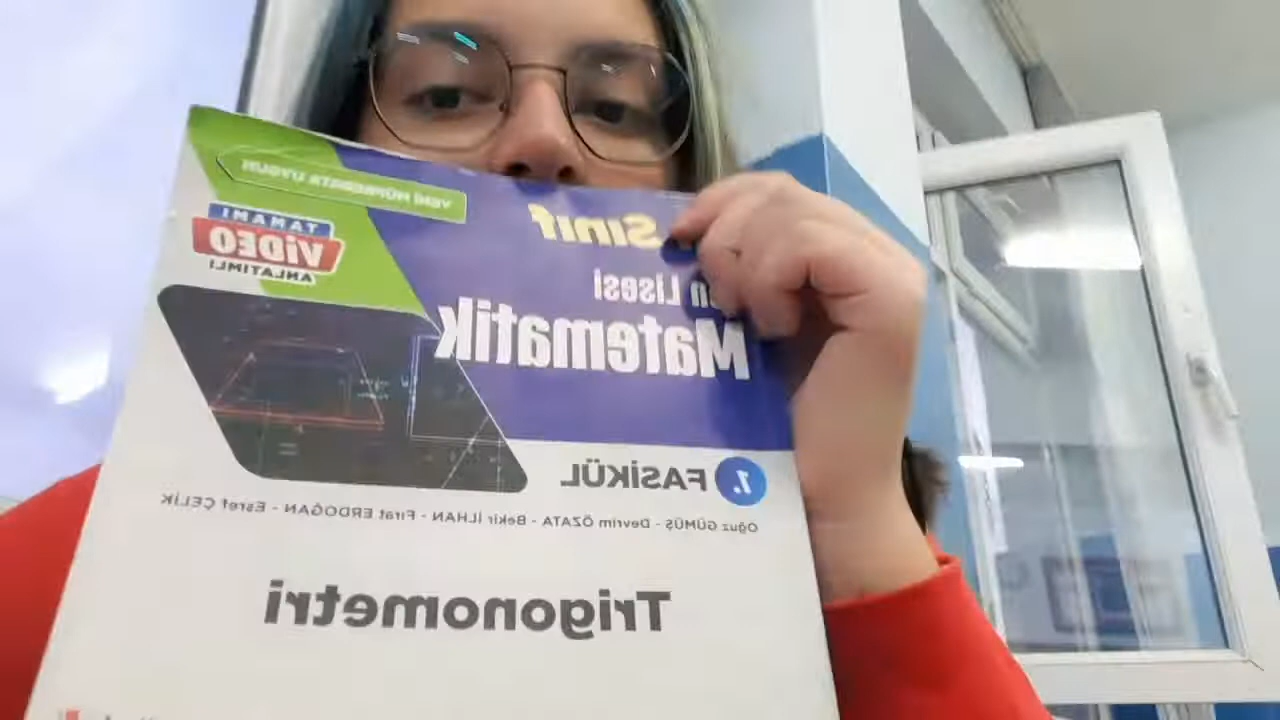 YENİ MÜFREDATA UYGUN
TAMAMI
VİDEO
ANLATIMLI
Sınıf
Lisesi
Matematik
1. FASİKÜL
Oğuz GÜMÜŞ - Devrim ÖZATA - Bekir İLHAN - Fırat ERDOĞAN - Eşref ÇELİK
Trigonometri